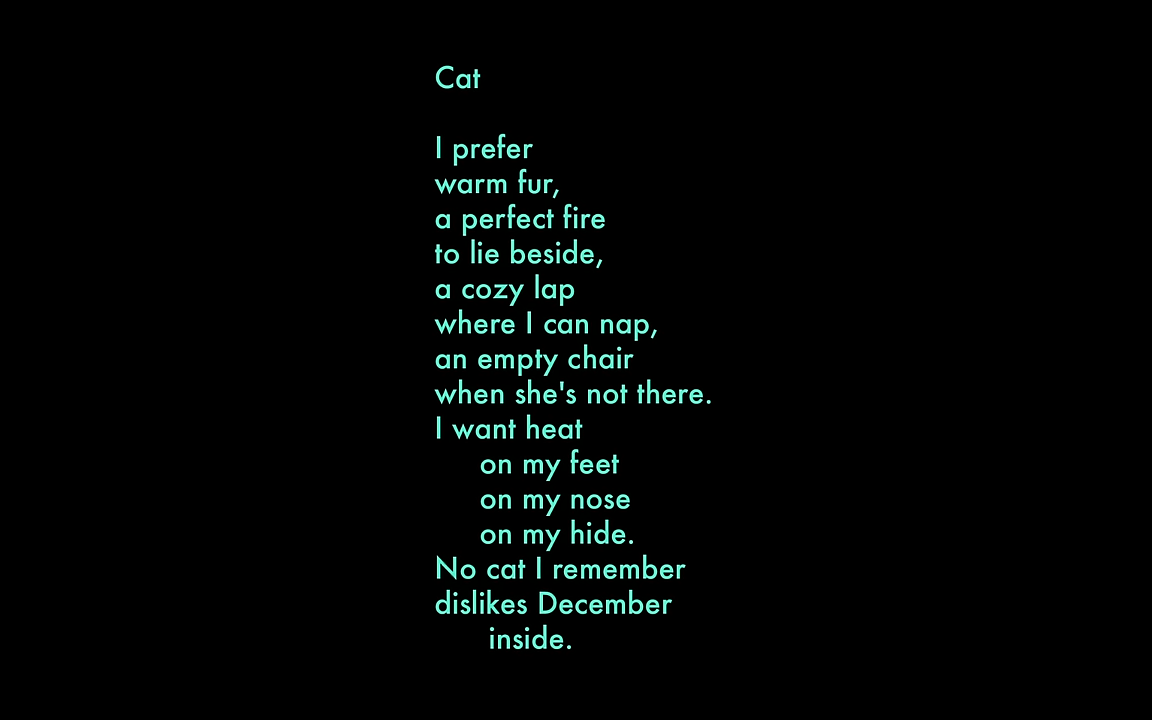 Cat
I prefer
warm fur,
a perfect fire
to lie beside,
a cozy lap
where I can nap,
an empty chair
when she's not there.
I want heat
on my feet
on my nose
on my hide.
No cat I remember
dislikes December
inside.